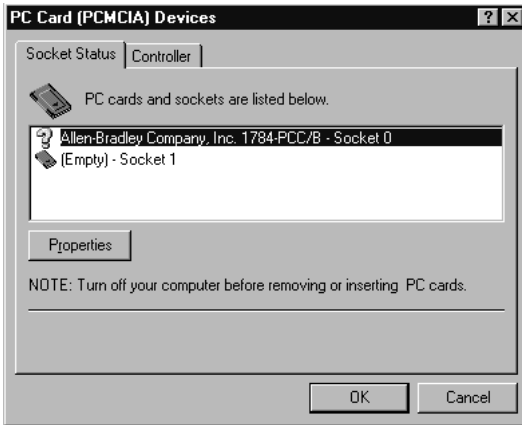 PC Card (PCMCIA) Devices
Socket Status Controller
PC cards and sockets are listed below.
Allen-Bradley Company, Inc. 1784-PCC/B - Socket 0
(Empty) - Socket 1
Properties
NOTE: Turn off your computer before removing or inserting PC cards.
OK Cancel